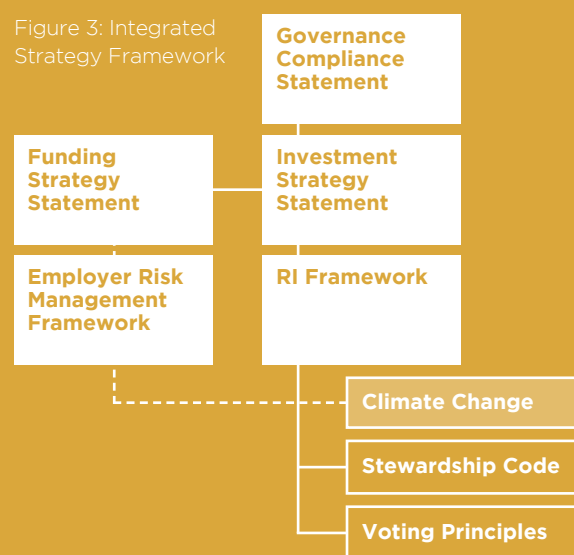 Figure 3: Integrated
Strategy Framework
Governance
Compliance
Statement
Funding
Strategy
Statement
Investment
Strategy
Statement
Employer Risk
Management
Framework
RI Framework
Climate Change
Stewardship Code
Voting Principles